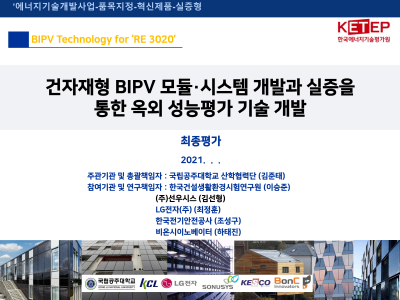 '에너지기술개발사업-품목지정-혁신제품-실증형
KETEP
한국에너지기술평가원
BIPV Technology for 'RE 3020'
건자재형 BIPV 모듈·시스템 개발과 실증을
통한 옥외 성능평가 기술 개발
최종평가
2021. . .
주관기관 및 총괄책임자 : 국립공주대학교 산학협력단 (김준태)
참여기관 및 연구책임자 : 한국건설생활환경시험연구원 (이승준)
(주)선우시스 (김선형)
LG전자(주) (최정훈)
한국전기안전공사 (조성구)
비온시이노베이터 (하태진)
국립공주대학교
KCL
LG전자
SONUSYS
KESCO
BonC
Innovators